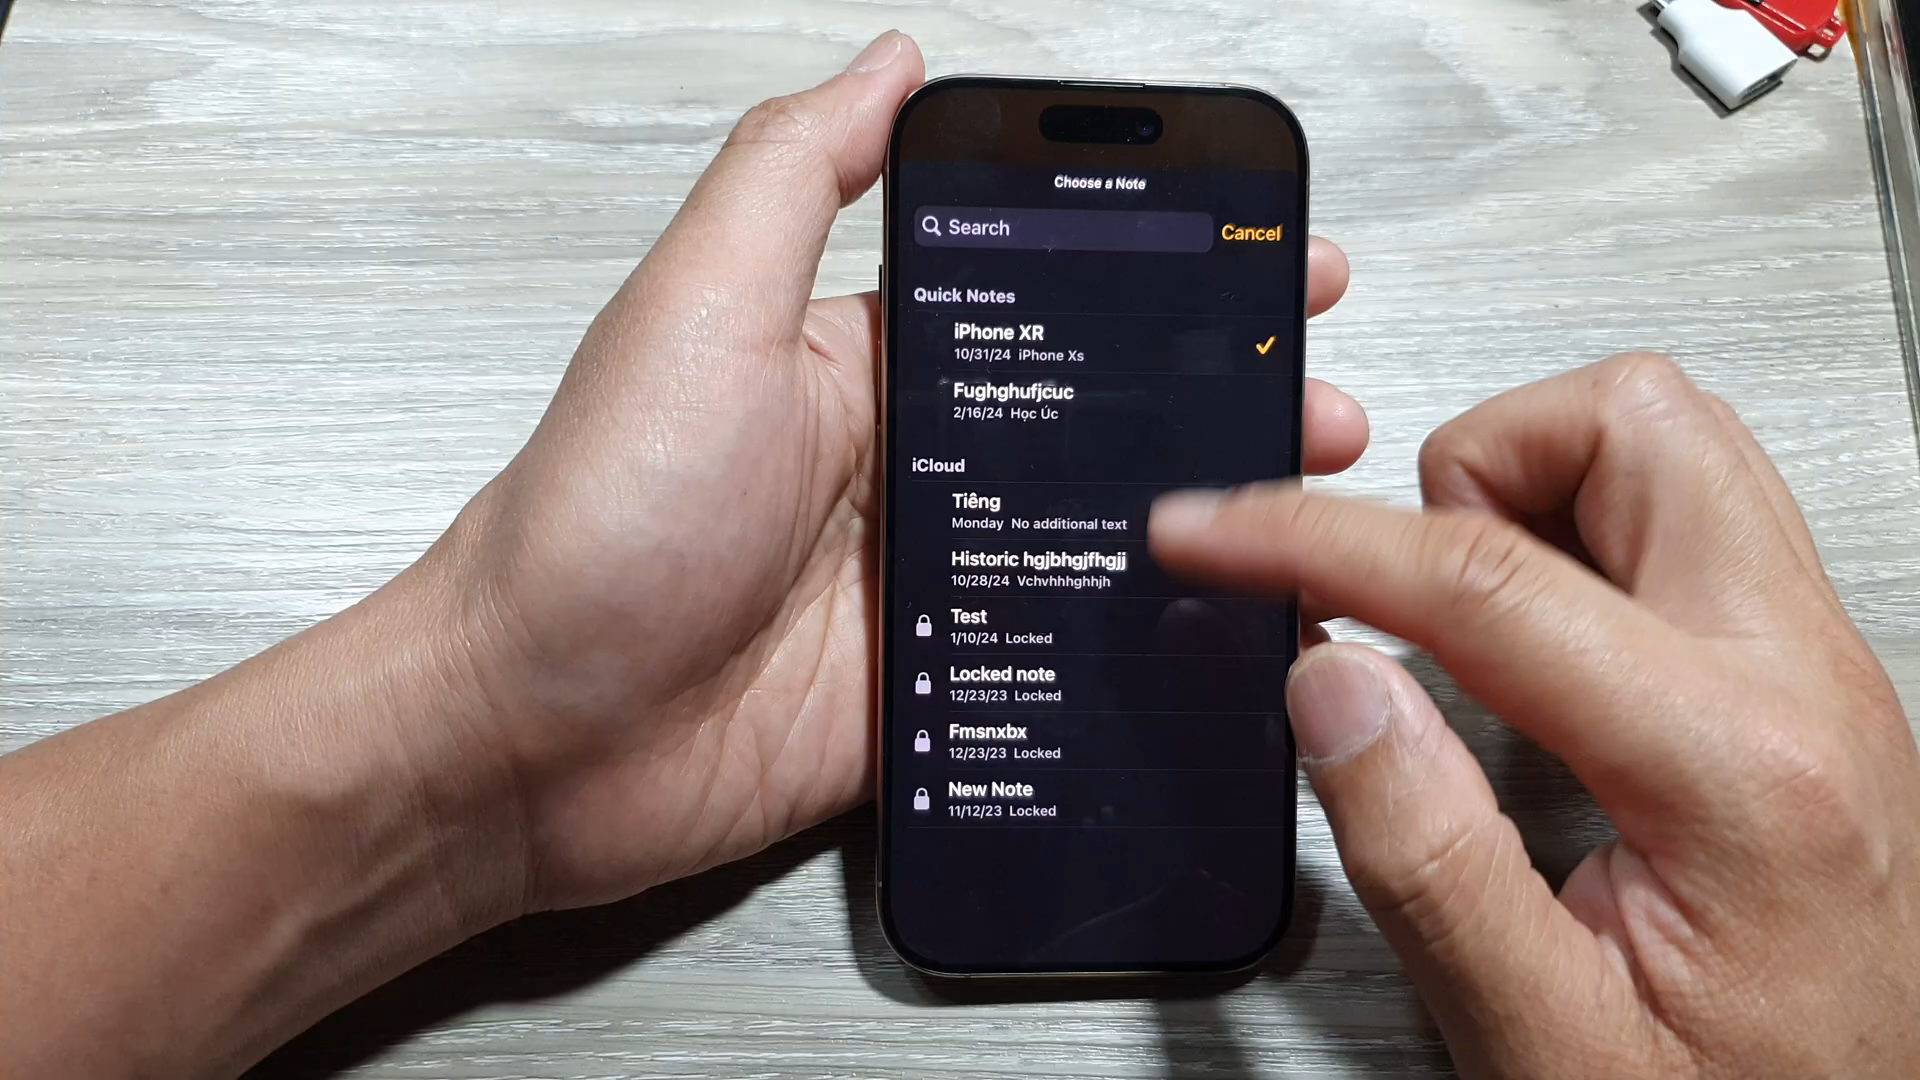 Choose a Note
Search
Cancel
Quick Notes
iPhone XR
10/31/24 iPhone Xs
Fughghufjcuc
2/16/24 Học Úc
iCloud
Tiêng
Monday No additional text
Historic hgjbhgjfhgjj
10/28/24 Vchvhhhghhjh
Test
1/10/24 Locked
Locked note
12/23/23 Locked
Fmsnxbx
12/23/23 Locked
New Note
11/12/23 Locked